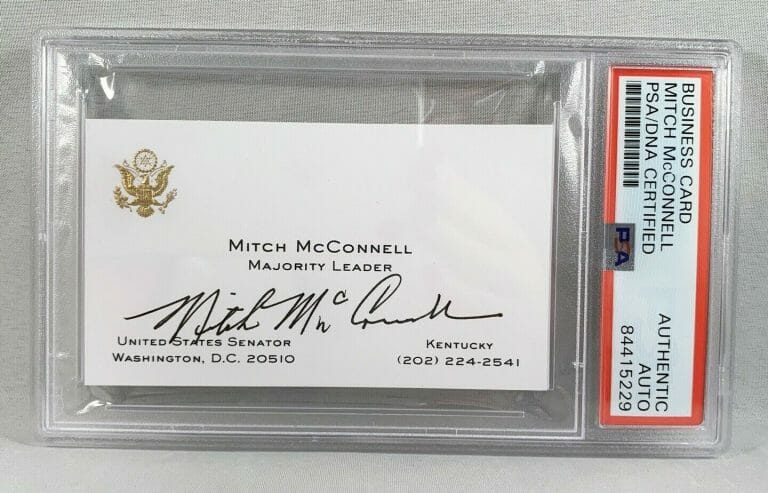 MITCH MCCONNELL
MAJORITY LEADER
Mitch McConnell
UNITED STATES SENATOR
WASHINGTON, D.C. 20510
KENTUCKY
(202) 224-2541
BUSINESS CARD
MITCH McCONNELL
PSA/DNA CERTIFIED
PSA
AUTHENTIC
AUTO
84415229